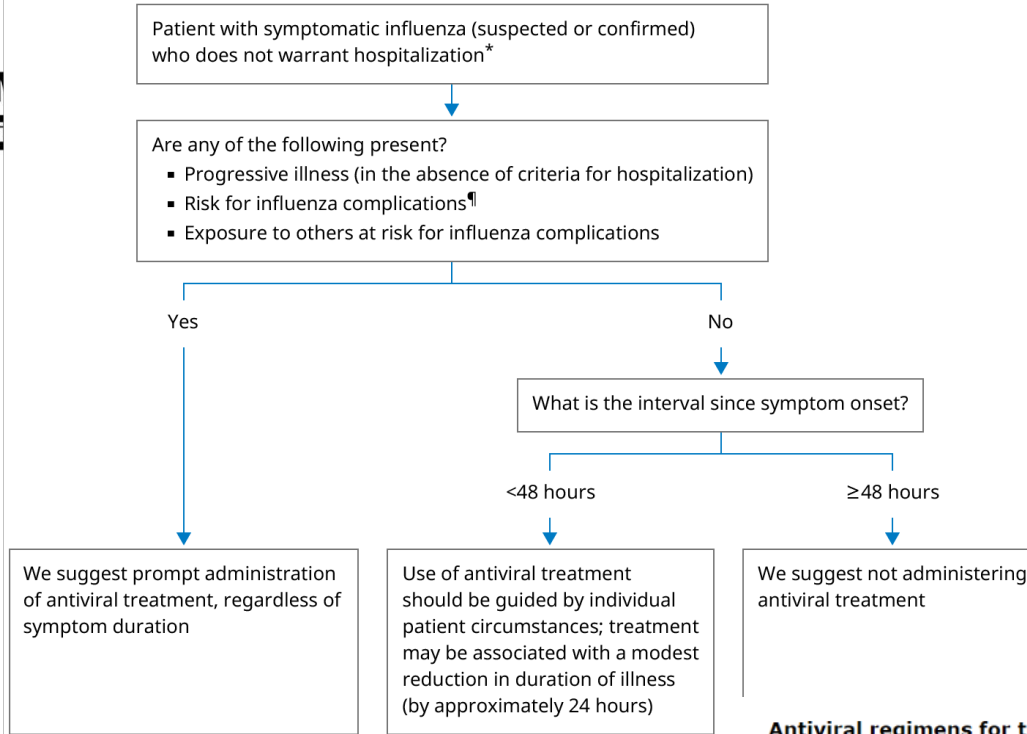 Patient with symptomatic influenza (suspected or confirmed)
who does not warrant hospitalization*
Are any of the following present?
▪ Progressive illness (in the absence of criteria for hospitalization)
▪ Risk for influenza complications¶
▪ Exposure to others at risk for influenza complications
Yes
No
What is the interval since symptom onset?
<48 hours
≥48 hours
We suggest prompt administration
of antiviral treatment, regardless of
symptom duration
Use of antiviral treatment
should be guided by individual
patient circumstances; treatment
may be associated with a modest
reduction in duration of illness
(by approximately 24 hours)
We suggest not administering
antiviral treatment
Antiviral regimens for